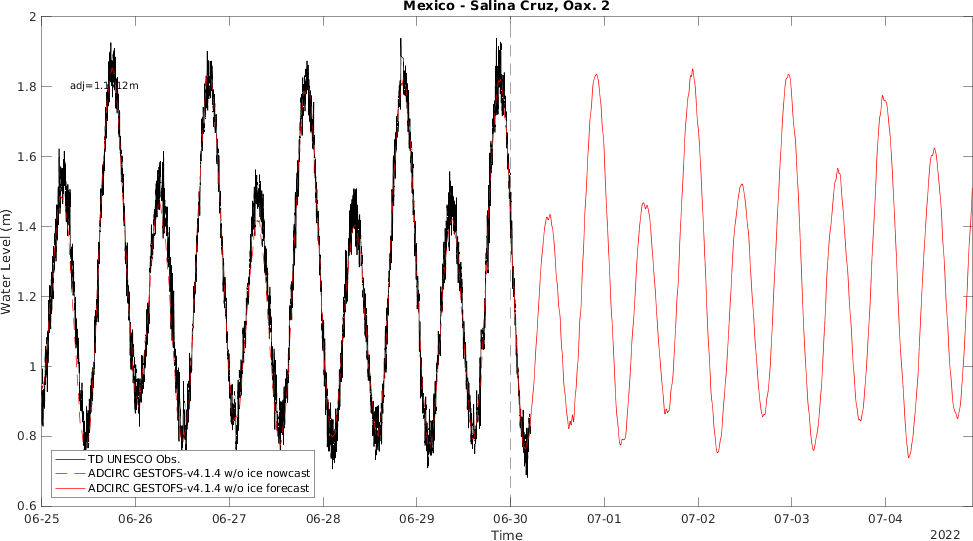 Mexico - Salina Cruz, Oax. 2
2
1.8
1.6
1.4
1.2
1
0.8
0.6
Water Level (m)
TD UNESCO Obs.
ADCIRC GESTOFS-v4.1.4 w/o ice nowcast
ADCIRC GESTOFS-v4.1.4 w/o ice forecast
06-25 06-26 06-27 06-28 06-29 06-30 07-01 07-02 07-03 07-04
Time
2022